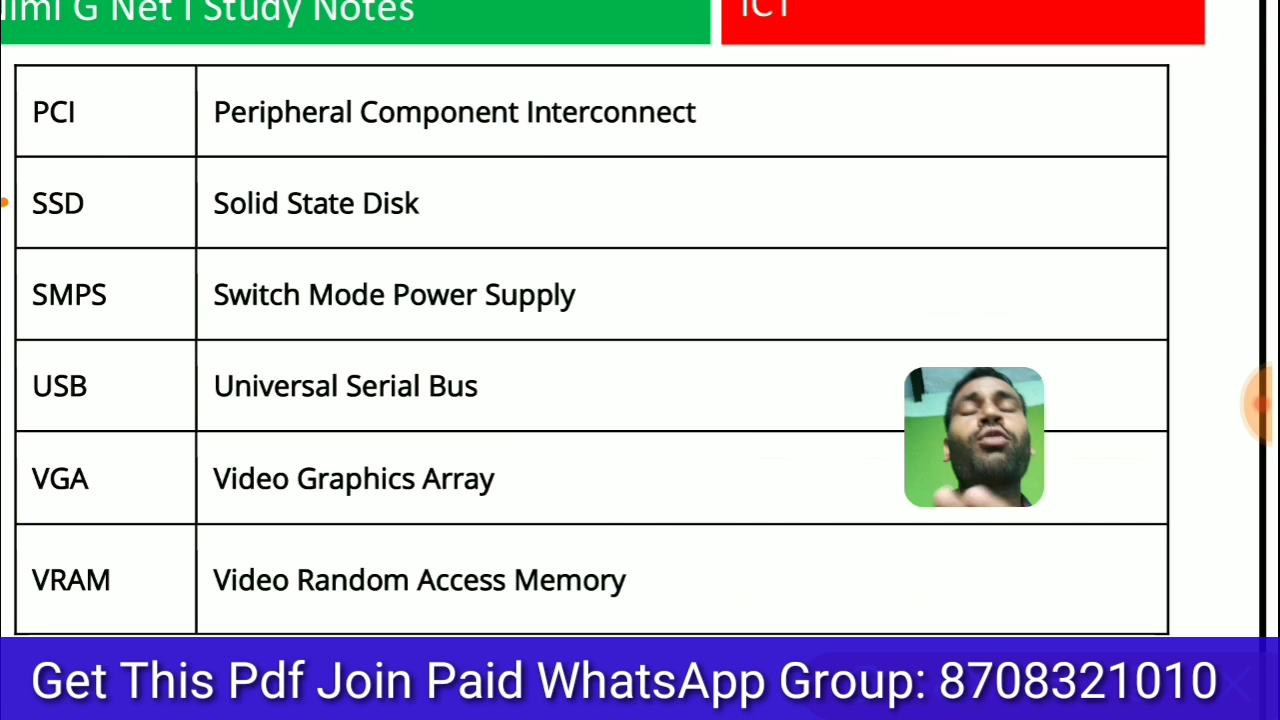 G Net I Study Notes
ICT
PCI Peripheral Component Interconnect
SSD Solid State Disk
SMPS Switch Mode Power Supply
USB Universal Serial Bus
VGA Video Graphics Array
VRAM Video Random Access Memory
Get This Pdf Join Paid WhatsApp Group: 8708321010